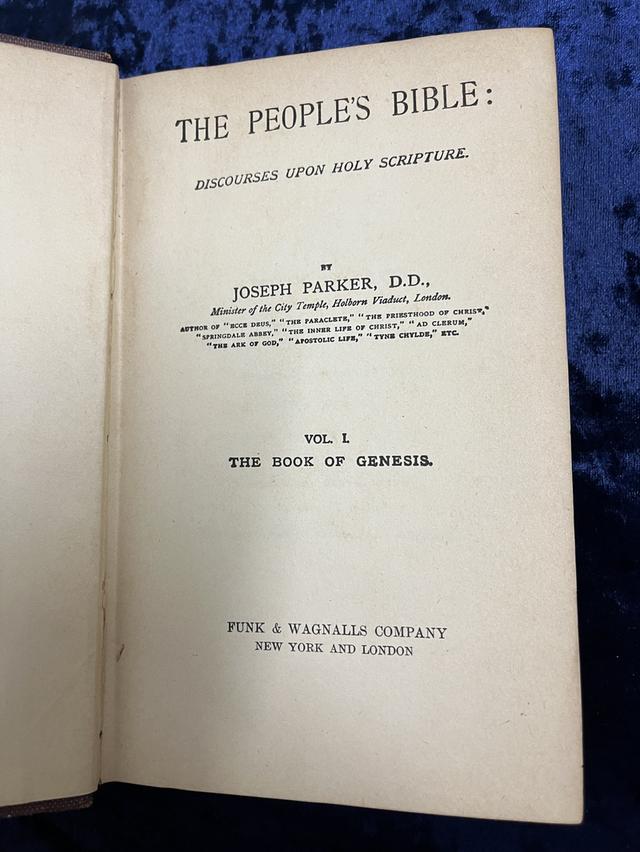 THE PEOPLE'S BIBLE:
DISCOURSES UPON HOLY SCRIPTURE.
BY
JOSEPH PARKER, D.D.,
Minister of the City Temple, Holborn Viaduct, London.
AUTHOR OF "ECCE DEUS," "THE PARACLETE," "THE PRIESTHOOD OF CHRIST,"
"SPRINGDALE ABBEY," "THE INNER LIFE OF CHRIST," "AD CLERUM,"
"THE ARK OF GOD," "APOSTOLIC LIFE," "TYNE CHYLDE," ETC.
VOL. I.
THE BOOK OF GENESIS.
FUNK & WAGNALLS COMPANY
NEW YORK AND LONDON